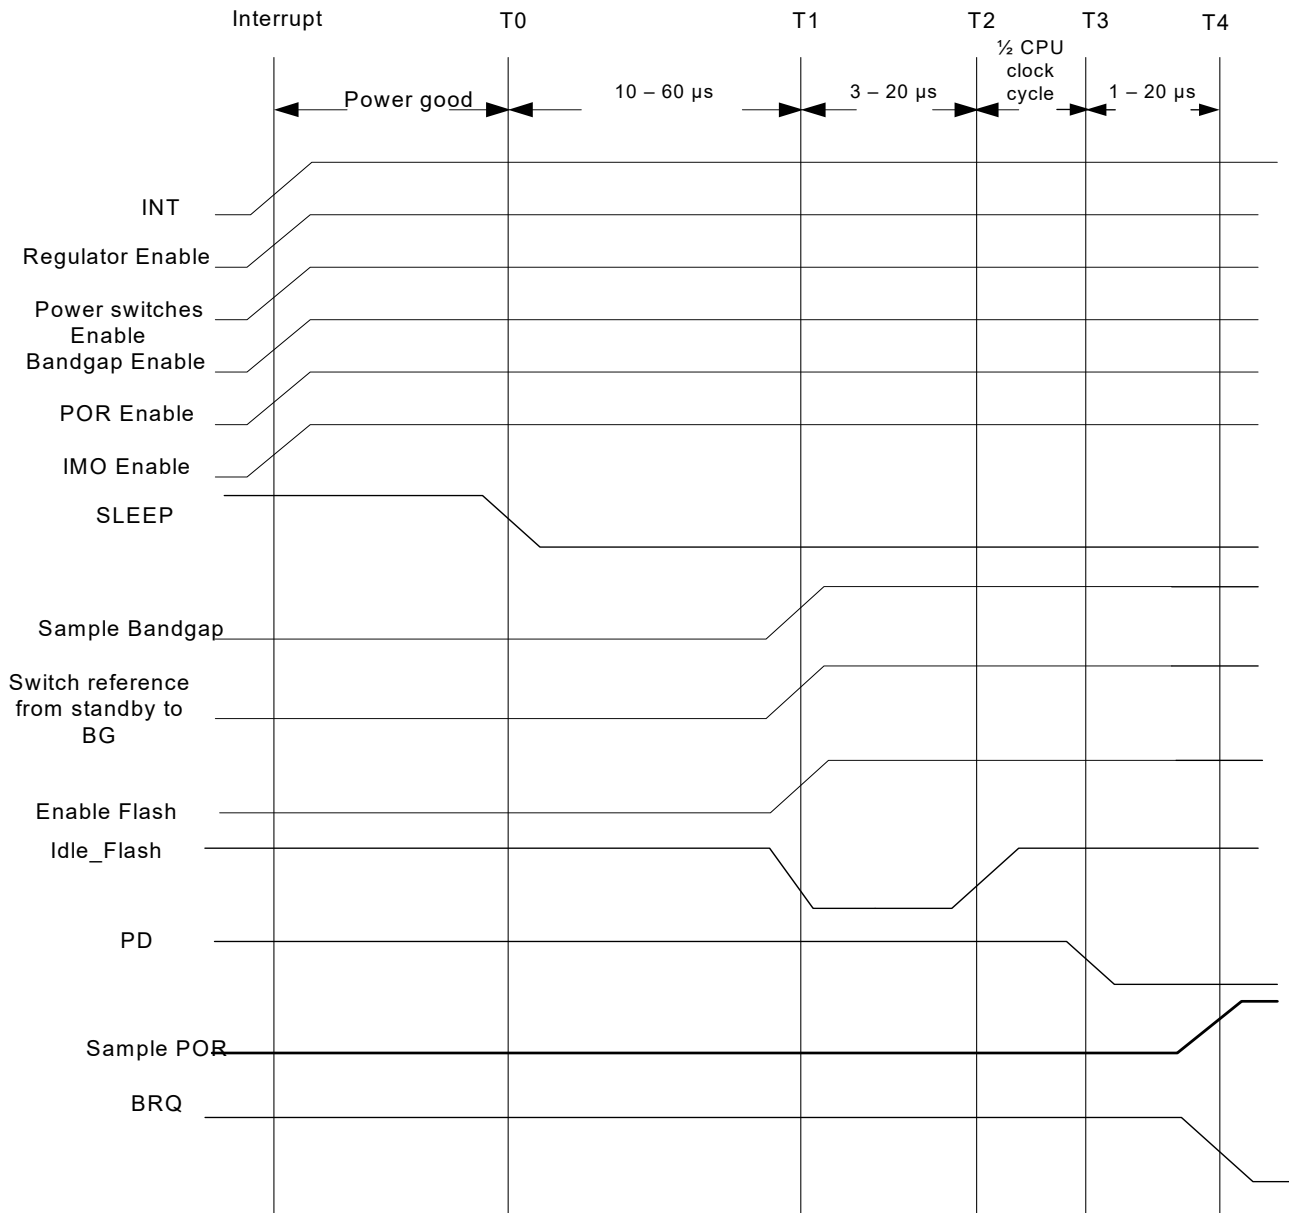 Interrupt T0 T1 T2 T3 T4
½ CPU
clock
cycle
Power good 10 – 60 µs 3 – 20 µs 1 – 20 µs
INT
Regulator Enable
Power switches
Enable
Bandgap Enable
POR Enable
IMO Enable
SLEEP
Sample Bandgap
Switch reference
from standby to
BG
Enable Flash
Idle_Flash
PD
Sample POR
BRQ